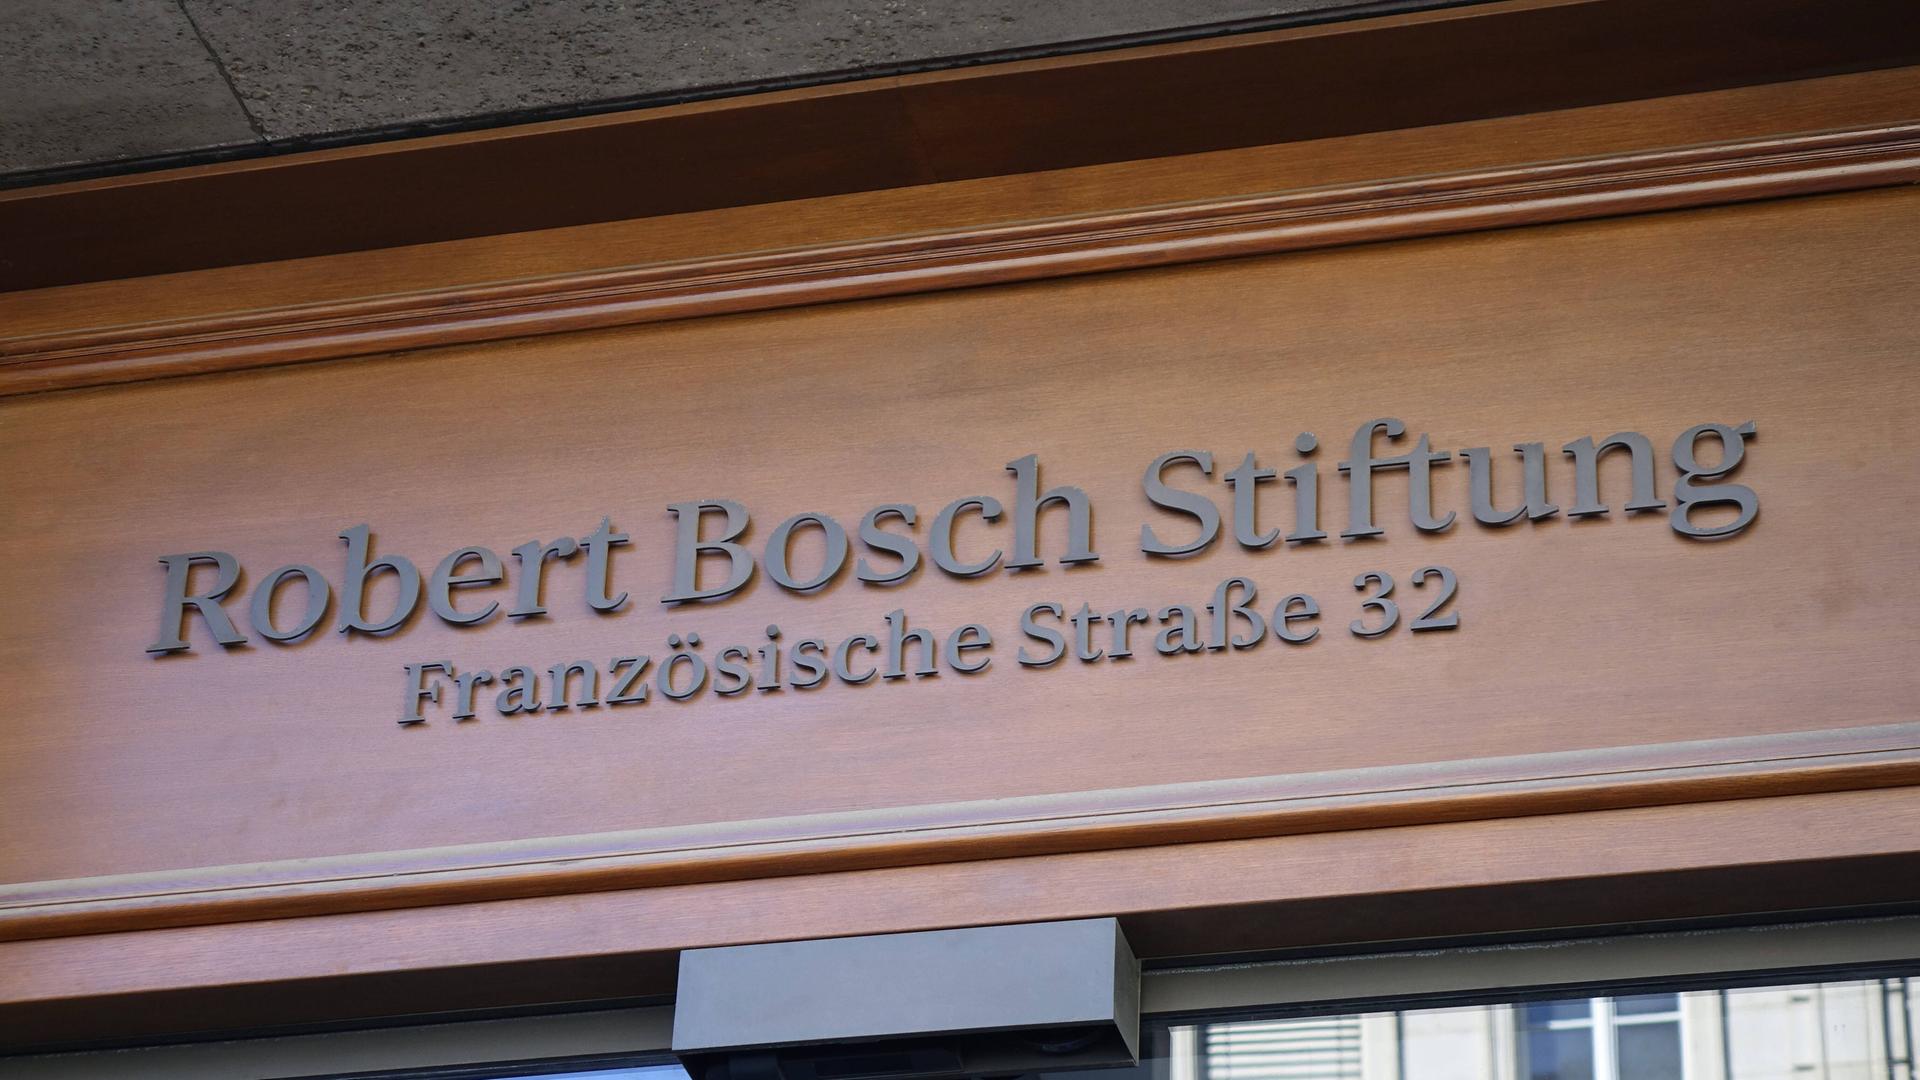 Robert Bosch Stiftung
Französische Straße 32